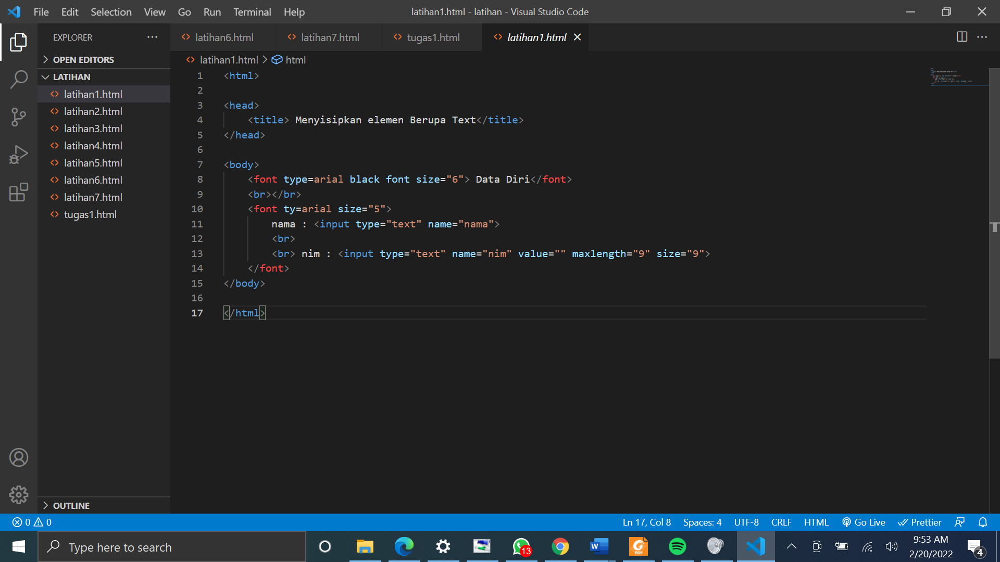 File Edit Selection View Go Run Terminal Help
latihan1.html - latihan - Visual Studio Code
EXPLORER
OPEN EDITORS
LATIHAN
latihan1.html
latihan2.html
latihan3.html
latihan4.html
latihan5.html
latihan6.html
latihan7.html
tugas1.html
OUTLINE
latihan6.html latihan7.html tugas1.html latihan1.html
latihan1.html > html
1 <html>
2
3 <head>
4 <title> Menyisipkan elemen Berupa Text</title>
5 </head>
6
7 <body>
8 <font type=arial black font size="6"> Data Diri</font>
9 <br></br>
10 <font ty=arial size="5">
11 nama : <input type="text" name="nama">
12 <br>
13 <br> nim : <input type="text" name="nim" value="" maxlength="9" size="9">
14 </font>
15 </body>
16
17 </html>
0 0 Ln 17, Col 8 Spaces: 4 UTF-8 CRLF HTML Go Live Prettier
Type here to search
13
W
PDF
9:53 AM
2/20/2022
4